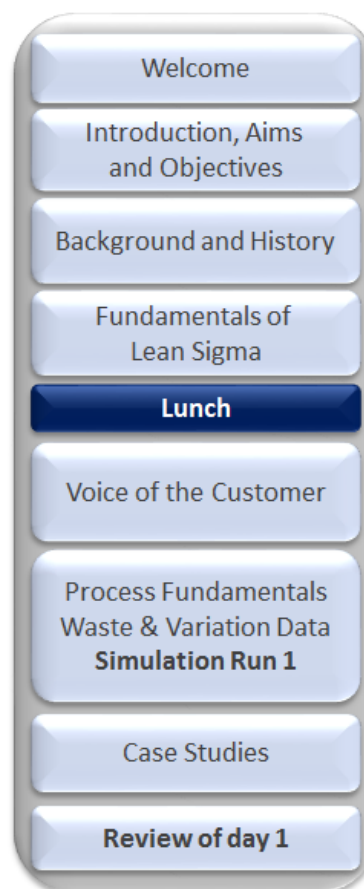 Welcome
Introduction, Aims
and Objectives
Background and History
Fundamentals of
Lean Sigma
Lunch
Voice of the Customer
Process Fundamentals
Waste & Variation Data
Simulation Run 1
Case Studies
Review of day 1